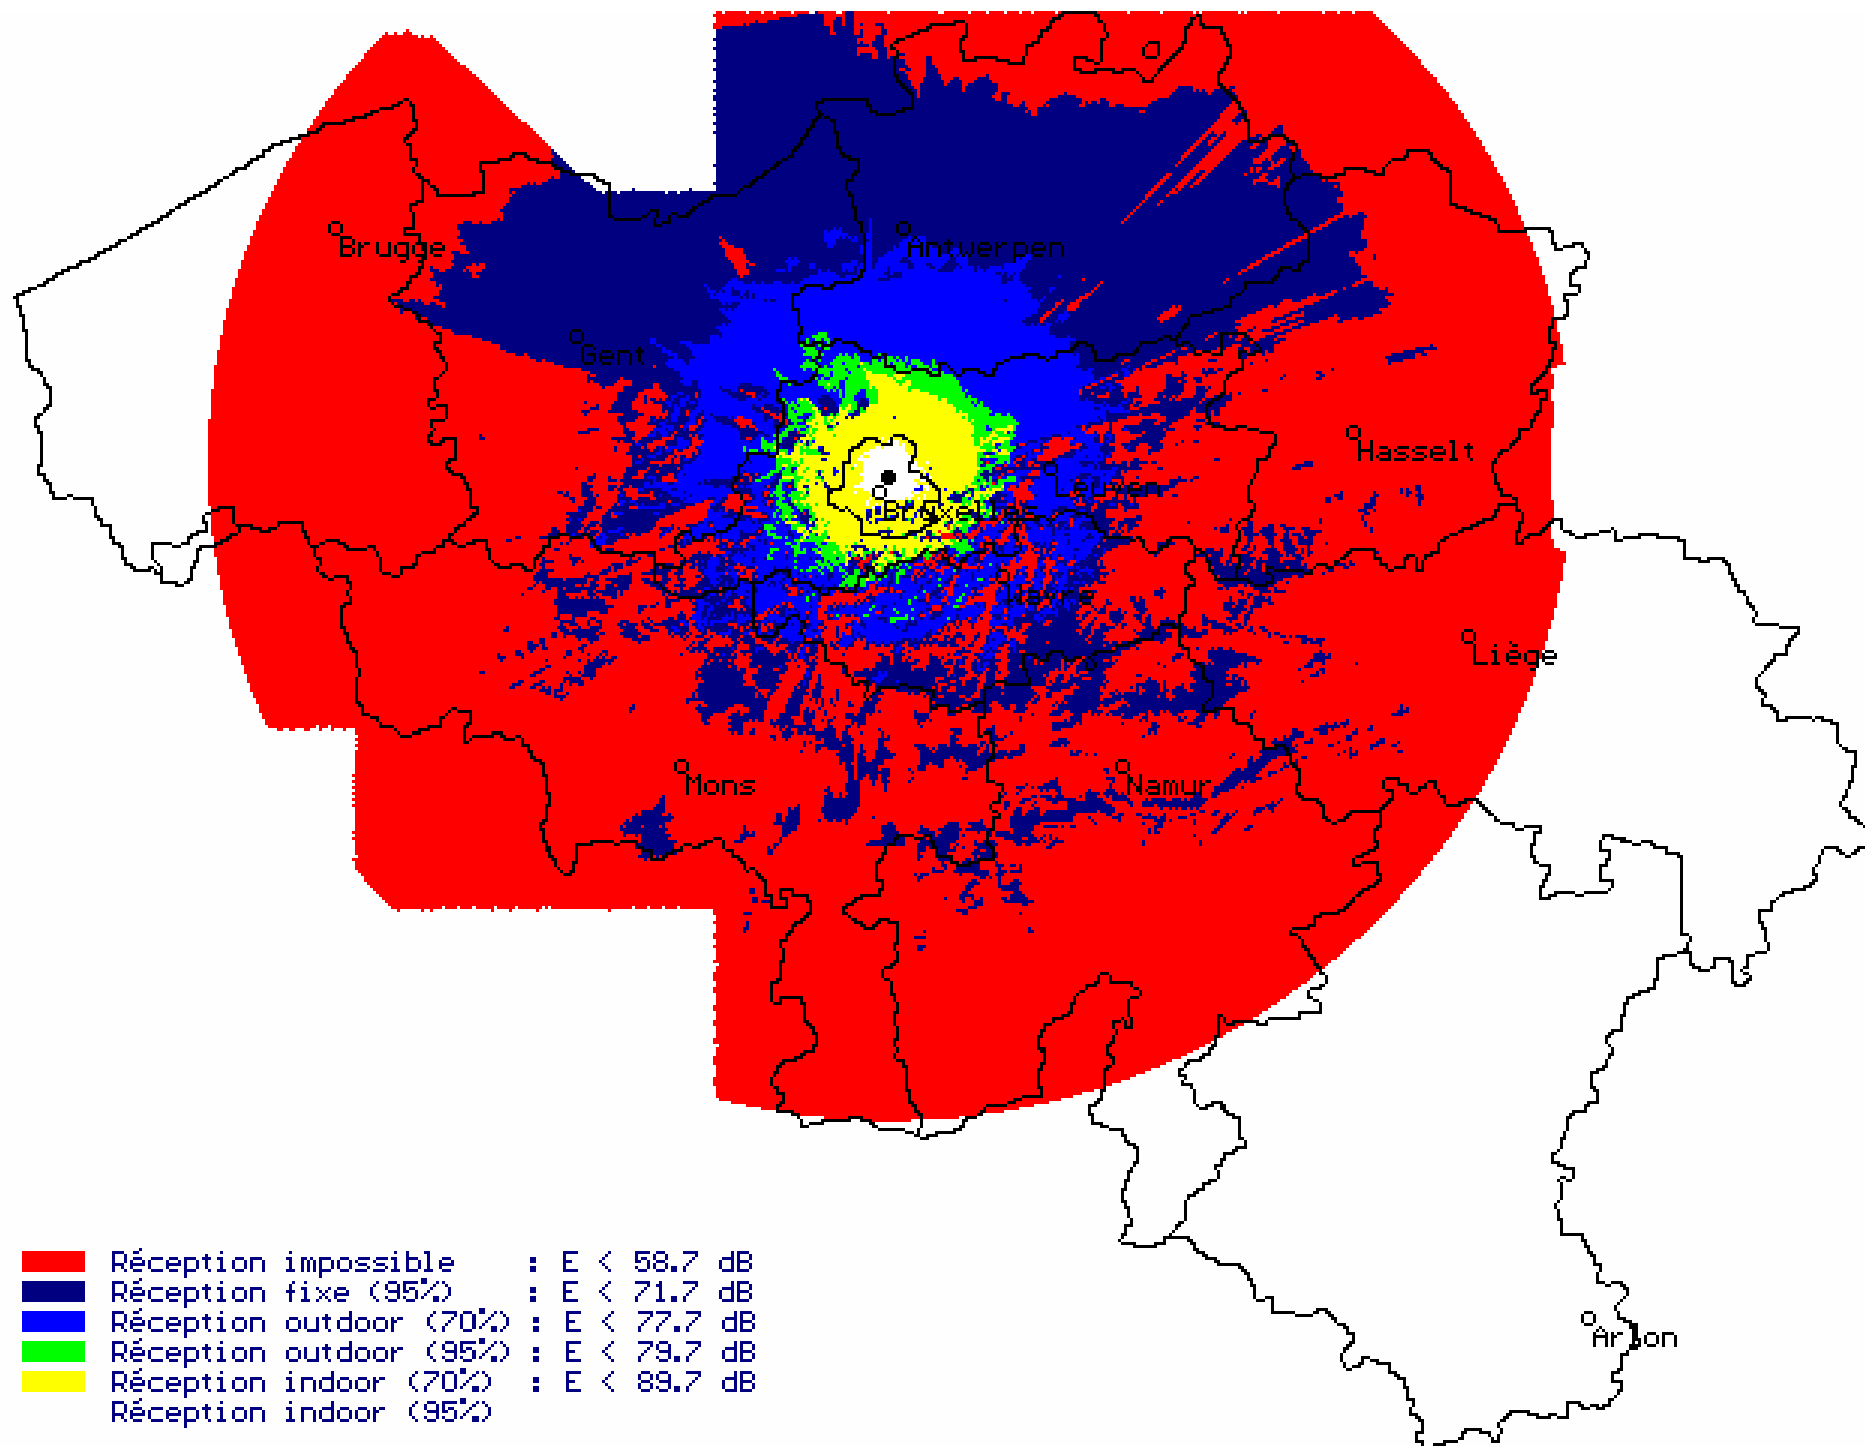 Brugge
Antwerpen
Gent
Hasselt
Leuven
Bruxelles
Wavre
Liège
Mons
Namur
Réception impossible : E < 58.7 dB
Réception fixe (95%) : E < 71.7 dB
Réception outdoor (70%) : E < 77.7 dB
Réception outdoor (95%) : E < 79.7 dB
Arlon
Réception indoor (70%) : E < 89.7 dB
Réception indoor (95%)